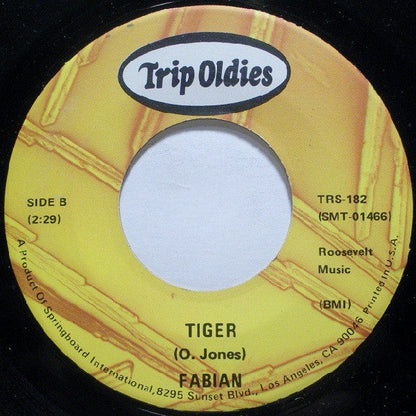 Trip Oldies
SIDE B
(2:29)
TRS-182
(SMT-01466)
Roosevelt
Music
(BMI)
TIGER
(O. Jones)
FABIAN
A Product Of Springboard International, 8295 Sunset Blvd., Los Angeles, CA 90046 Printed in U.S.A.